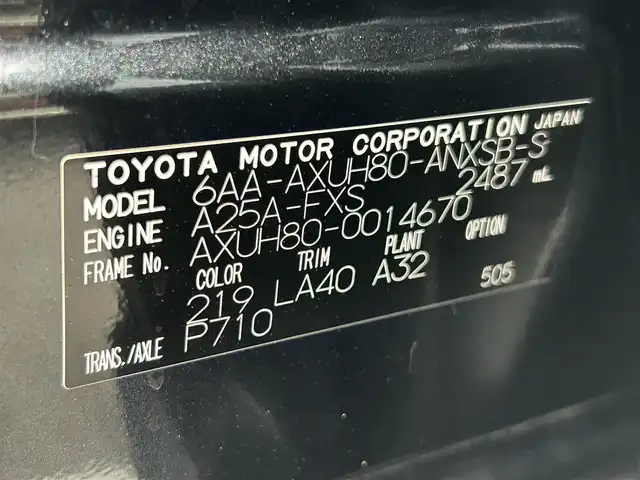 TOYOTA MOTOR CORPORATION JAPAN
MODEL 6AA-AXUH80-ANXSB-S
ENGINE A25A-FXS 2487 mL
FRAME No. AXUH80-0014670
COLOR TRIM PLANT OPTION
219 LA40 A32 505
TRANS./AXLE P710